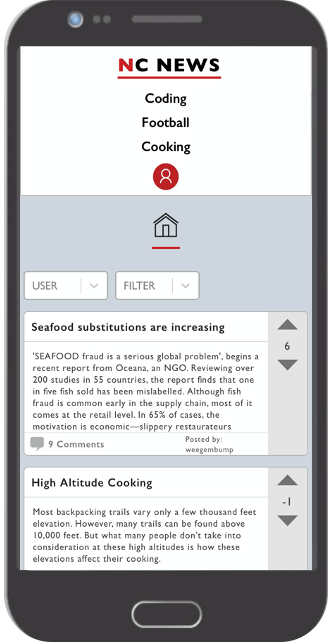 NC NEWS
Coding
Football
Cooking
USER
FILTER
Seafood substitutions are increasing
6
'SEAFOOD fraud is a serious global problem', begins a
recent report from Oceana, an NGO. Reviewing over
200 studies in 55 countries, the report finds that one
in five fish sold has been mislabelled. Although fish
fraud is common early in the supply chain, most of it
comes at the retail level. In 65% of cases, the
motivation is economic—slippery restaurateurs
9 Comments
Posted by:
weegembump
High Altitude Cooking
-1
Most backpacking trails vary only a few thousand feet
elevation. However, many trails can be found above
10,000 feet. But what many people don't take into
consideration at these high altitudes is how these
elevations affect their cooking.